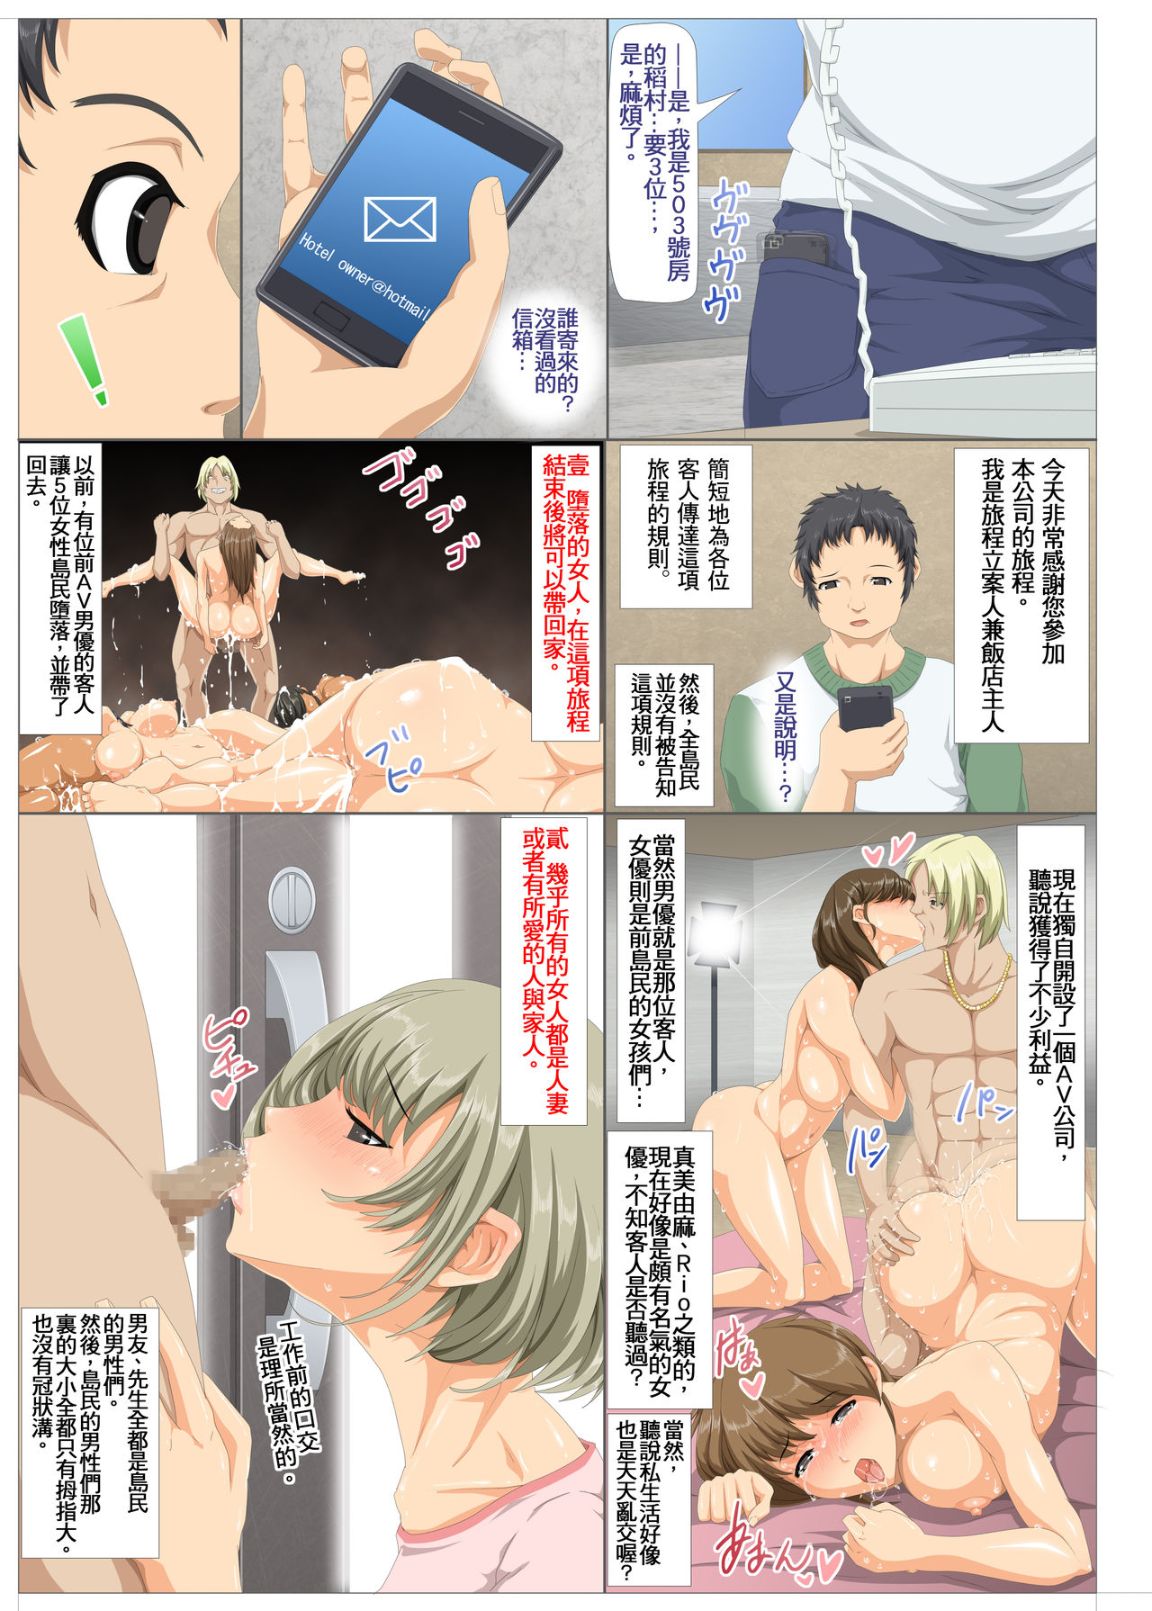 ——是，我是503號房
的稻村…要3位…，
是，麻煩了。
ヴヴヴヴ
Hotel owner@hotmail.
誰寄來的？
沒看過的
信箱…
今天非常感謝您參加
本公司的旅程。
我是旅程立案人兼飯店主人
簡短地為各位
客人傳達這項
旅程的規則。
又是說明…？
然後，全島民
並沒有被告知
這項規則。
壹 墮落的女人，在這項旅程
結束後將可以帶回家。
ゴゴゴゴ
ブピ
以前，有位前AV男優的客人
讓5位女性島民墮落，並帶了
回去。
現在獨自開設了一個AV公司，
聽說獲得了不少利益。
當然男優就是那位客人，
女優則是前島民的女孩們…
パン
パン
真美由麻、Rio之類的，
現在好像是頗有名氣的女
優，不知客人是否聽過？
はぁ
當然，
聽說私生活好像
也是天天亂交喔？
あぁん
貳 幾乎所有的女人都是人妻
或者有所愛的人與家人。
ピチュ
工作前的口交
是理所當然的。
男友、先生全都是島民
的男性們。
然後，島民的男性們那
裏的大小全都只有拇指大。
也沒有冠狀溝。